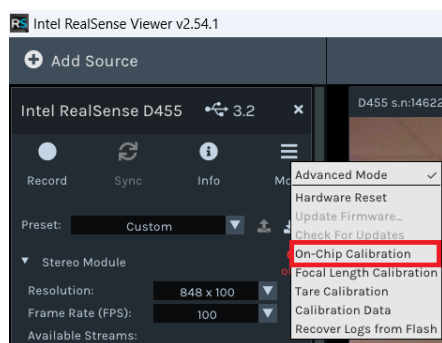 RS Intel RealSense Viewer v2.54.1
Add Source
Intel RealSense D455 3.2 ×
D455 s.n:14622
Record Sync Info
Preset: Custom
Stereo Module
Resolution: 848 x 100
Frame Rate (FPS): 100
Available Streams:
Advanced Mode ✓
Hardware Reset
Update Firmware...
Check For Updates
On-Chip Calibration
Focal Length Calibration
Tare Calibration
Calibration Data
Recover Logs from Flash